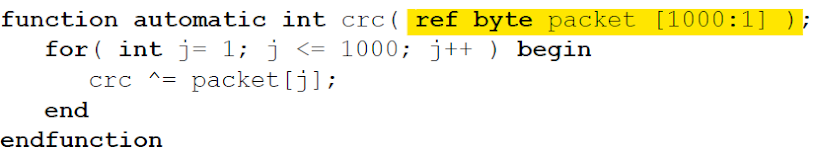 function automatic int crc( ref byte packet [1000:1] );
for( int j= 1; j <= 1000; j++ ) begin
crc ^= packet[j];
end
endfunction